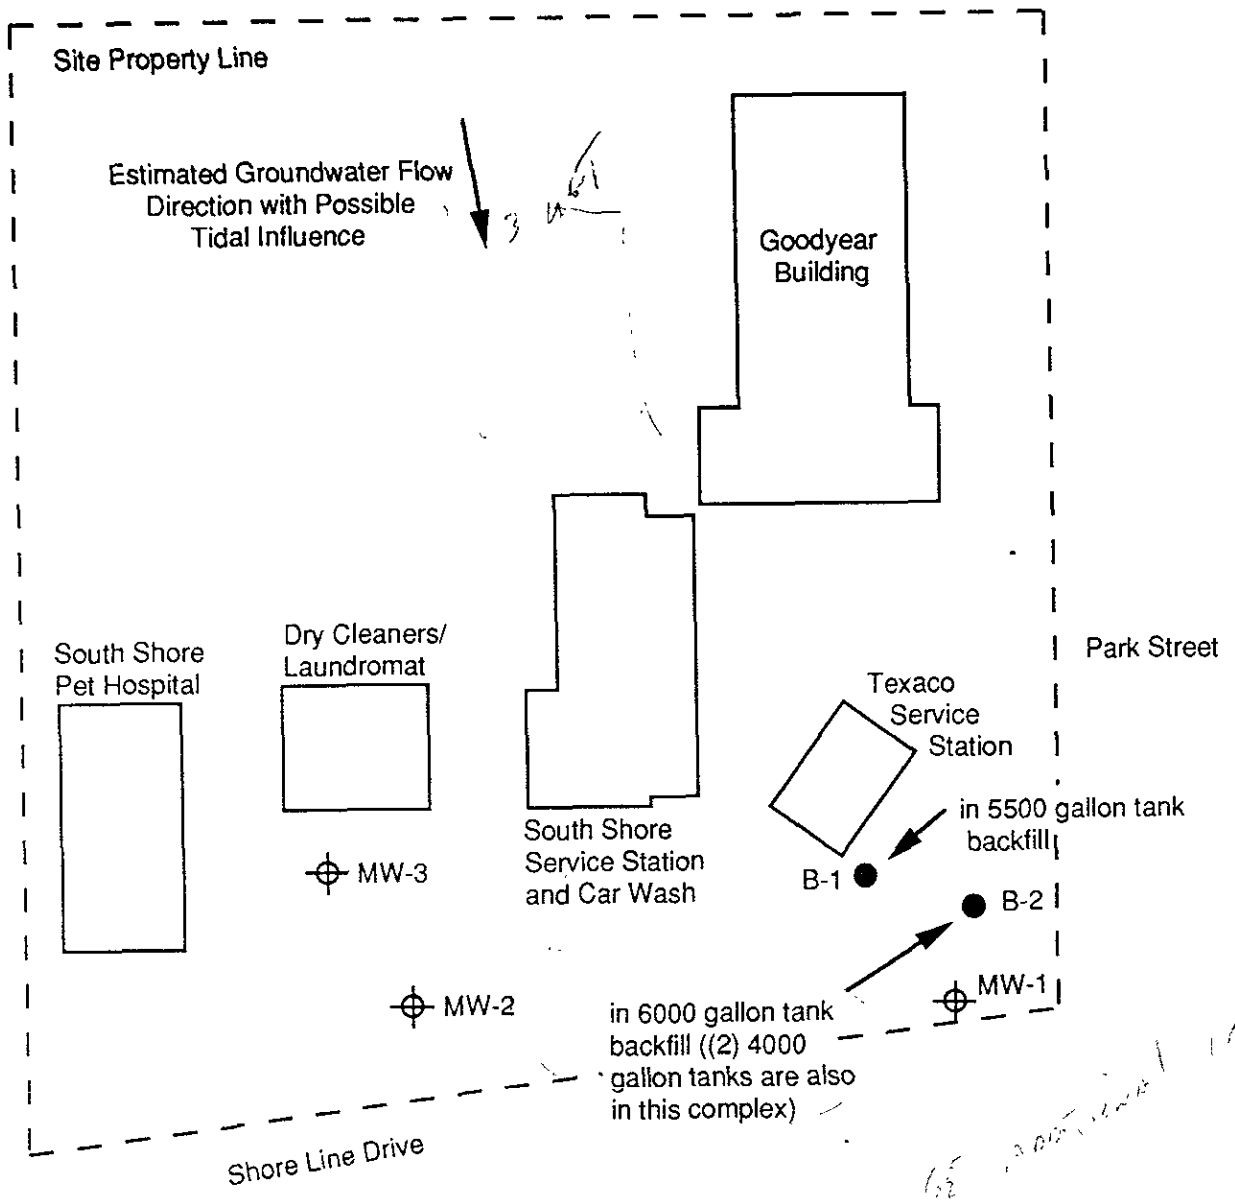 Site Property Line
Estimated Groundwater Flow
Direction with Possible
Tidal Influence
3
Goodyear
Building
South Shore
Pet Hospital
Dry Cleaners/
Laundromat
Park Street
Texaco
Service
Station
South Shore
Service Station
and Car Wash
in 5500 gallon tank
backfill
MW-3
B-1
B-2
MW-2
MW-1
in 6000 gallon tank
backfill ((2) 4000
gallon tanks are also
in this complex)
Shore Line Drive